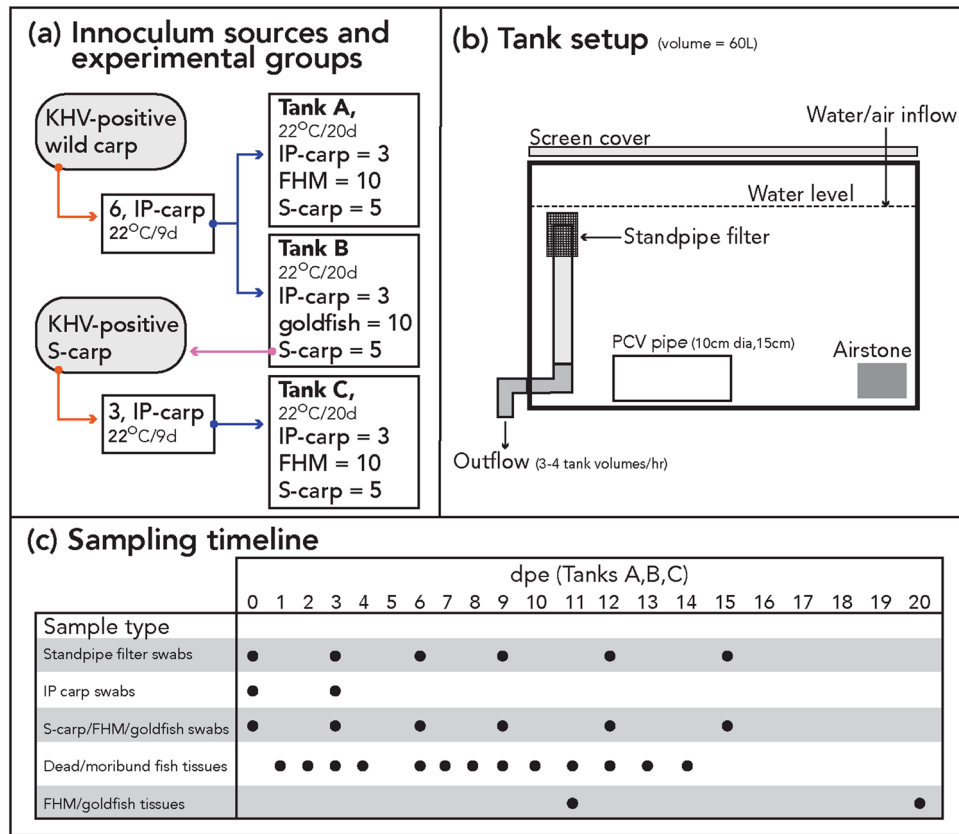 (a) Innoculum sources and
experimental groups
KHV-positive
wild carp
6, IP-carp
22°C/9d
KHV-positive
S-carp
3, IP-carp
22°C/9d
Tank A,
22°C/20d
IP-carp = 3
FHM = 10
S-carp = 5
Tank B
22°C/20d
IP-carp = 3
goldfish = 10
S-carp = 5
Tank C,
22°C/20d
IP-carp = 3
FHM = 10
S-carp = 5
(b) Tank setup (volume = 60L)
Water/air inflow
Screen cover
Water level
Standpipe filter
PCV pipe (10cm dia,15cm)
Airstone
Outflow (3-4 tank volumes/hr)
(c) Sampling timeline
dpe (Tanks A,B,C)
0 1 2 3 4 5 6 7 8 9 10 11 12 13 14 15 16 17 18 19 20
Sample type
Standpipe filter swabs
IP carp swabs
S-carp/FHM/goldfish swabs
Dead/moribund fish tissues
FHM/goldfish tissues